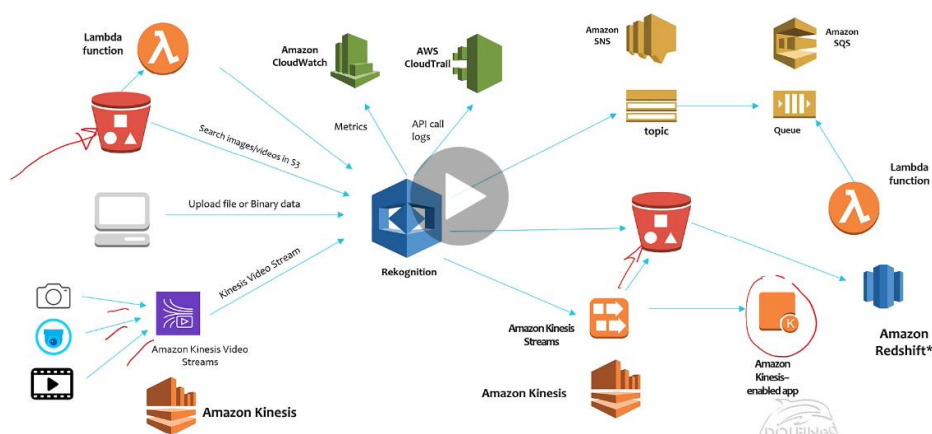 Lambda
function
Amazon
CloudWatch
AWS
CloudTrail
Amazon
SNS
Amazon
SQS
Metrics
API call
logs
topic
Queue
Search images/videos in S3
Lambda
function
Upload file or Binary data
Rekognition
Kinesis Video Stream
Amazon Kinesis Video
Streams
Amazon Kinesis
Streams
K
Amazon
Kinesis–
enabled app
Amazon
Redshift*
Amazon Kinesis
Amazon Kinesis
DOLFINED